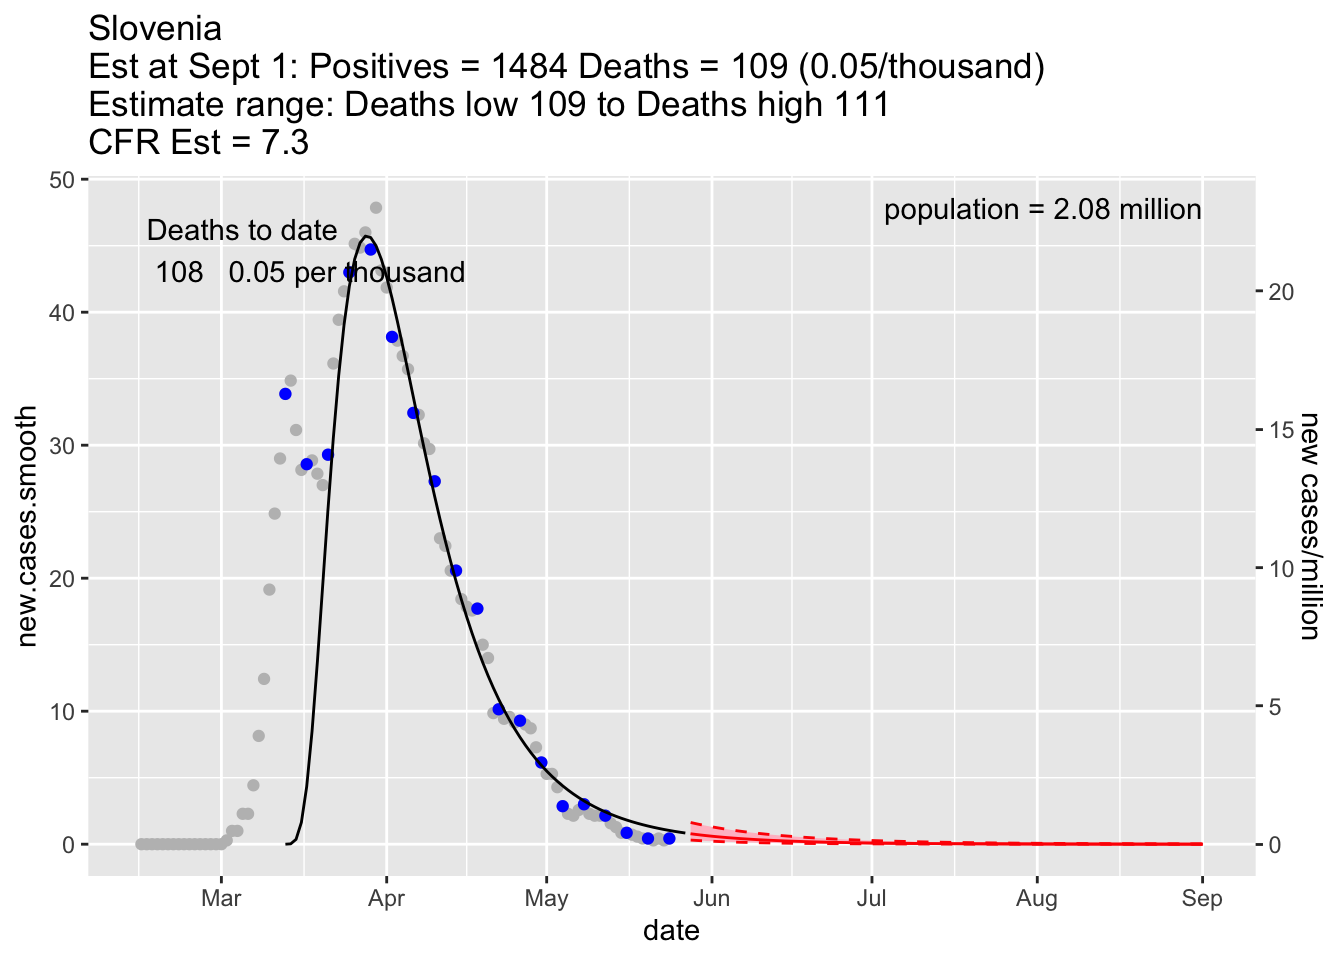 Slovenia
Est at Sept 1: Positives = 1484 Deaths = 109 (0.05/thousand)
Estimate range: Deaths low 109 to Deaths high 111
CFR Est = 7.3
50
40
30
20
10
0
new.cases.smooth
Deaths to date
108 0.05 per thousand
population = 2.08 million
20
15
10
5
0
new cases/million
Mar Apr May Jun Jul Aug Sep
date